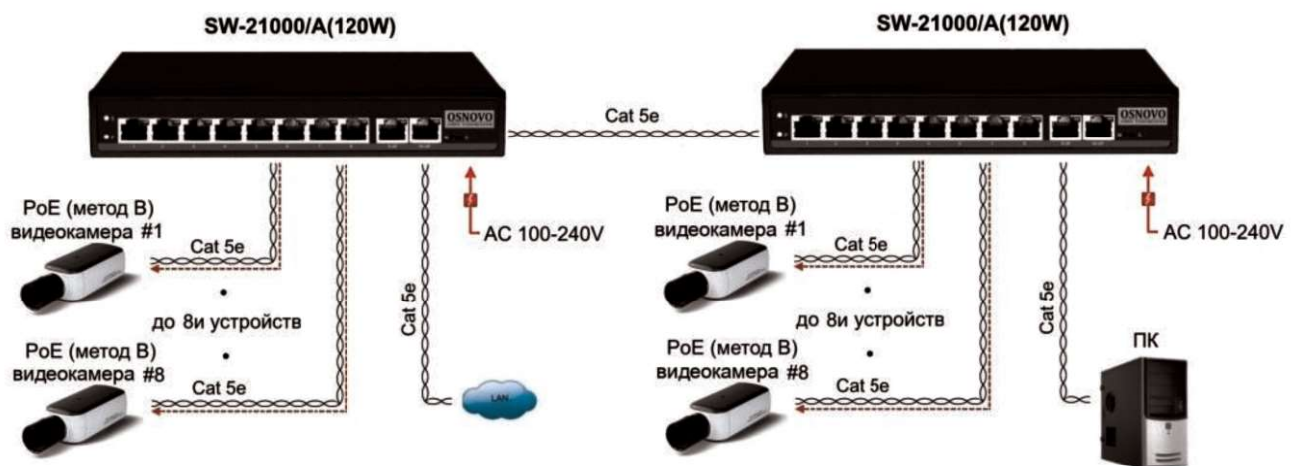 SW-21000/A(120W)
SW-21000/A(120W)
OSNOVO
Cat 5e
OSNOVO
PoE (метод B)
видеокамера #1
Cat 5e
AC 100-240V
до 8и устройств
Cat 5e
PoE (метод B)
видеокамера #8
Cat 5e
LAN
PoE (метод B)
видеокамера #1
Cat 5e
AC 100-240V
до 8и устройств
Cat 5e
ПК
PoE (метод B)
видеокамера #8
Cat 5e